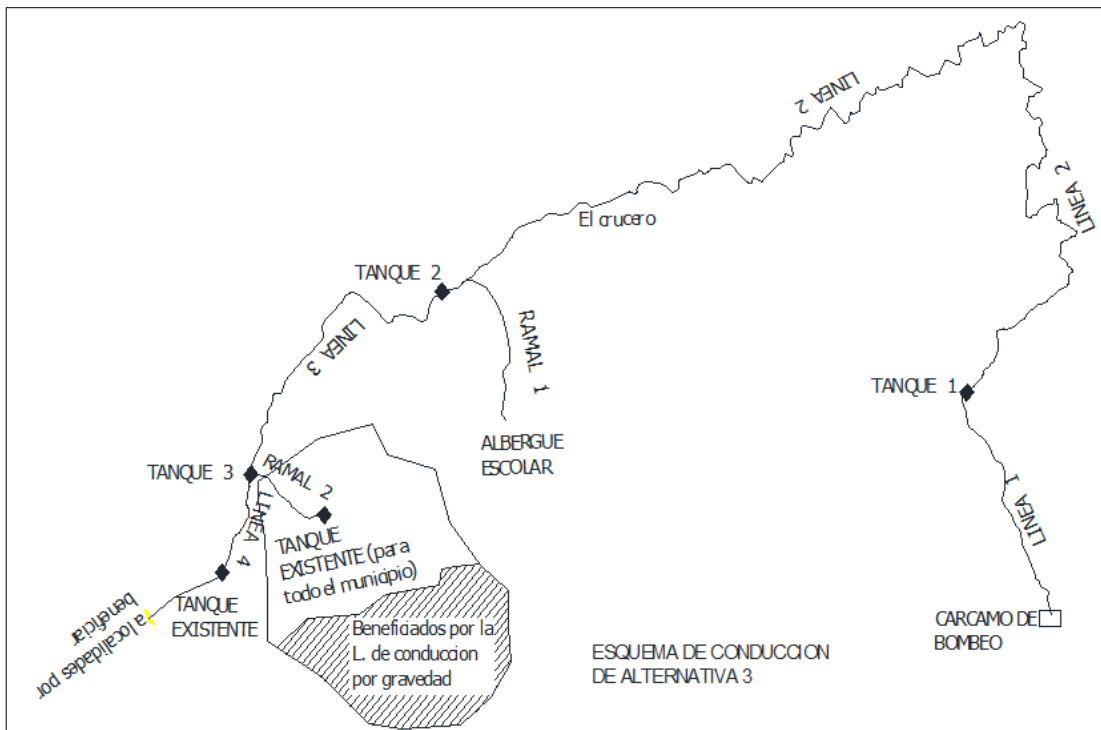 LINEA 2
LINEA 2
El crucero
TANQUE 2
RAMAL 1
LINEA 3
TANQUE 1
ALBERGUE
ESCOLAR
TANQUE 3
RAMAL 2
LINEA 4
LINEA 1
TANQUE
EXISTENTE (para
todo el municipio)
TANQUE
EXISTENTE
a localidades por
beneficiar
Beneficiados por la
L. de conduccion
por gravedad
ESQUEMA DE CONDUCCION
DE ALTERNATIVA 3
CARCAMO DE
BOMBEO